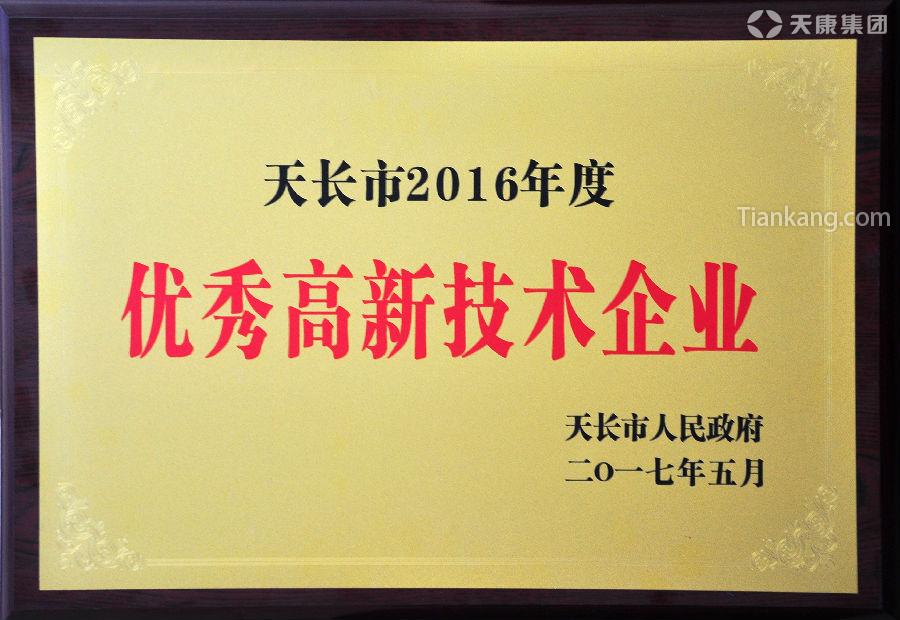 天康集团
天长市2016年度
Tiankang.com
优秀高新技术企业
天长市人民政府
二〇一七年五月